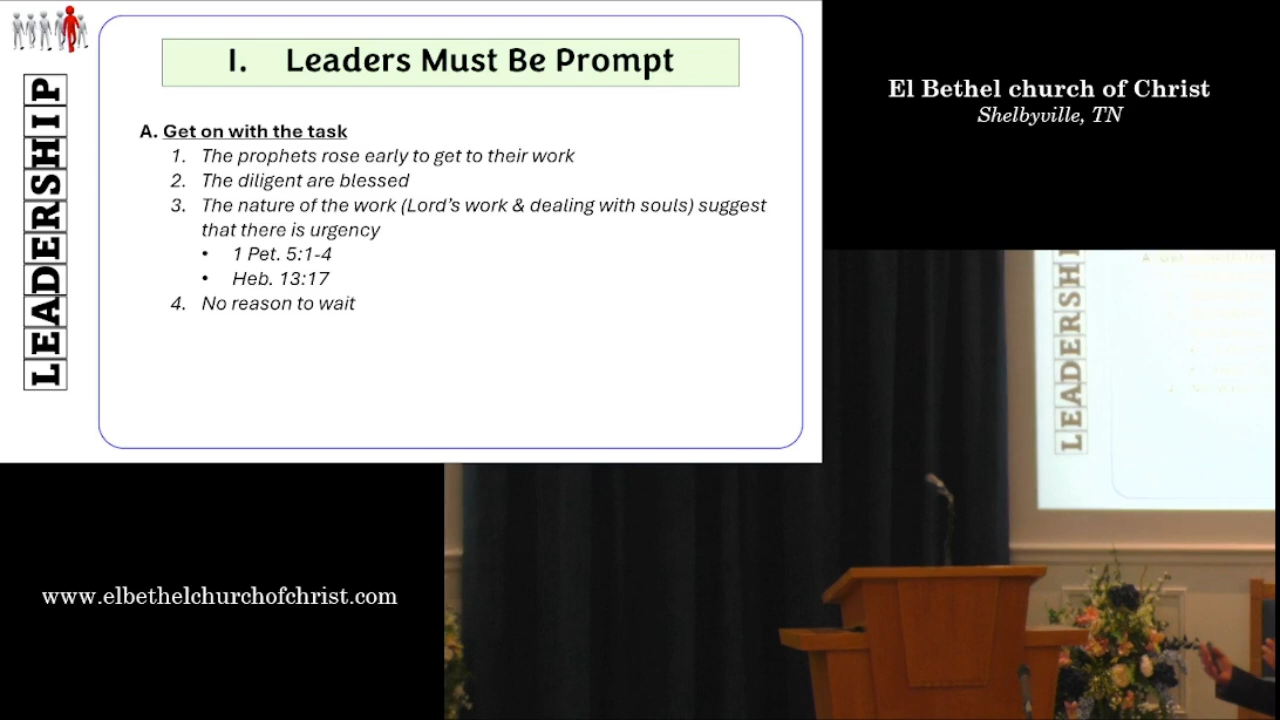 LEADERSHIP
I. Leaders Must Be Prompt
A. Get on with the task
1. The prophets rose early to get to their work
2. The diligent are blessed
3. The nature of the work (Lord's work & dealing with souls) suggest
that there is urgency
• 1 Pet. 5:1-4
• Heb. 13:17
4. No reason to wait
El Bethel church of Christ
Shelbyville, TN
LEADERSHI
www.elbethelchurchofchrist.com